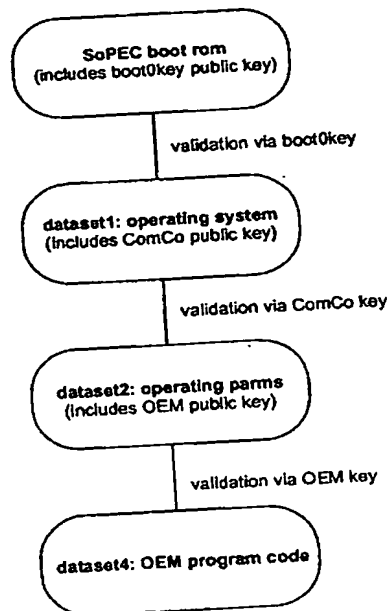 SoPEC boot rom
(includes boot0key public key)
validation via boot0key
dataset1: operating system
(includes ComCo public key)
validation via ComCo key
dataset2: operating parms
(includes OEM public key)
validation via OEM key
dataset4: OEM program code